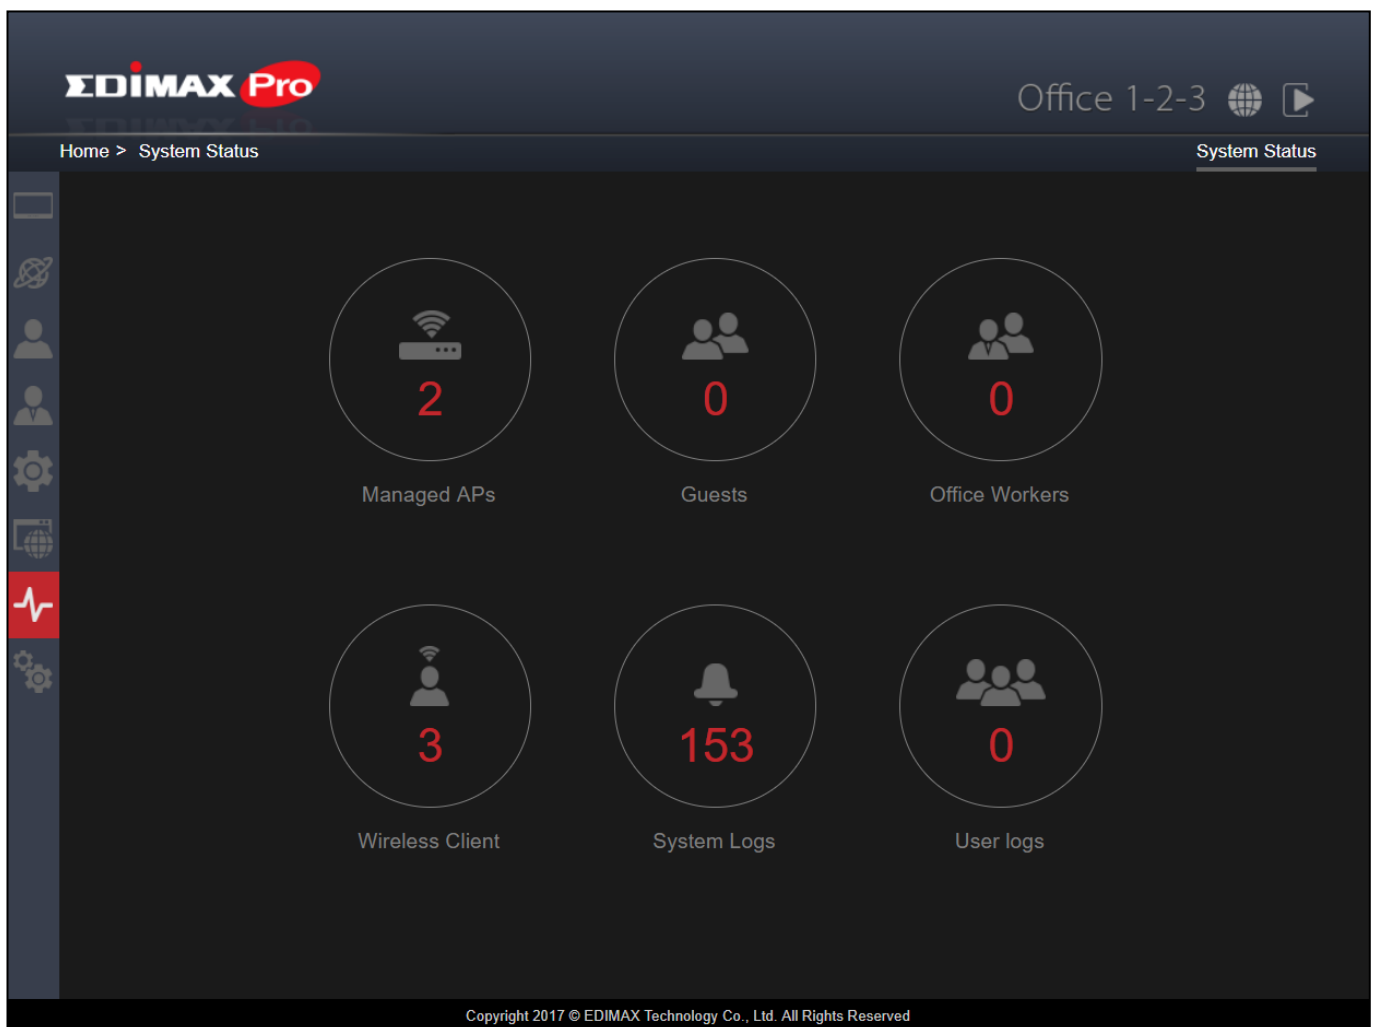 EDIMAX Pro
Office 1-2-3
Home > System Status
System Status
2
0
0
Managed APs
Guests
Office Workers
3
153
0
Wireless Client
System Logs
User logs
Copyright 2017 © EDIMAX Technology Co., Ltd. All Rights Reserved